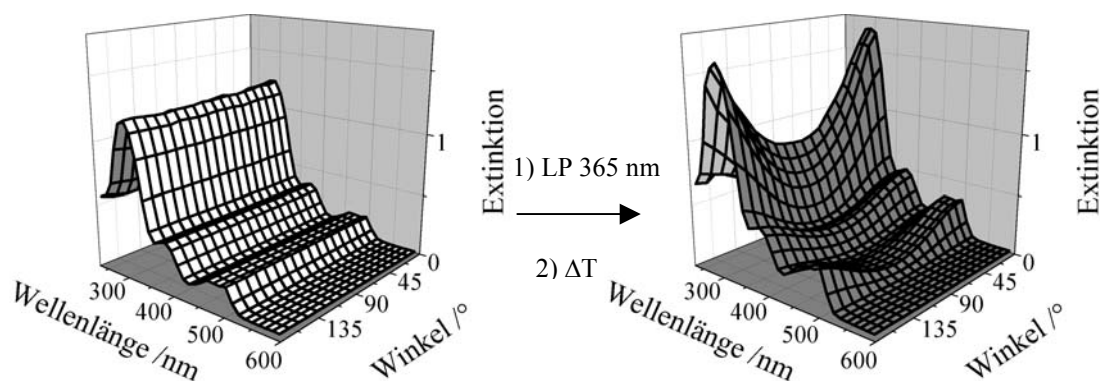 Extinktion
1
0
45
90
135
Winkel /°
300
400
500
600
Wellenlänge /nm
1) LP 365 nm
2) ΔT
Extinktion
1
0
45
90
135
Winkel /°
300
400
500
600
Wellenlänge /nm